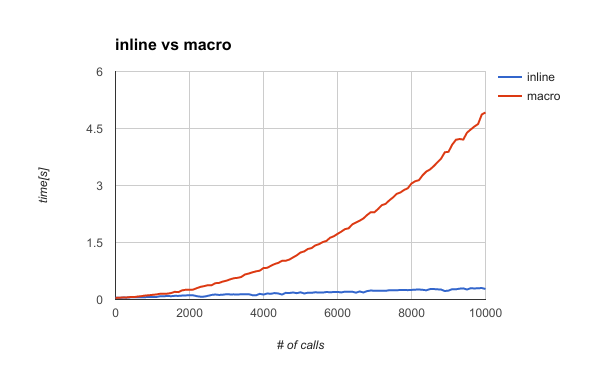 inline vs macro
6
4.5
3
1.5
0
time[s]
0
2000
4000
6000
8000
10000
# of calls
inline
macro